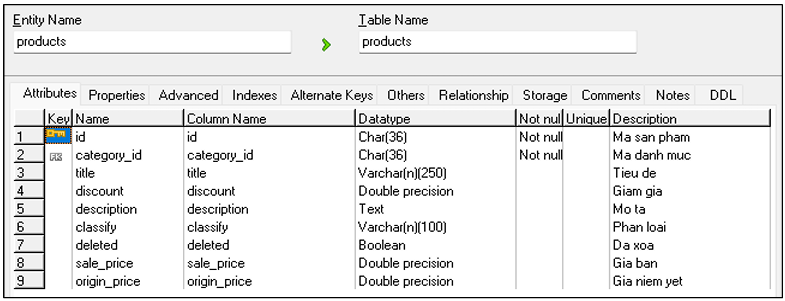 Entity Name Table Name
products products
Attributes Properties Advanced Indexes Alternate Keys Others Relationship Storage Comments Notes DDL
Key Name Column Name Datatype Not nul Unique Description
1 id id Char(36) Not null Ma san pham
2 FK category_id category_id Char(36) Not null Ma danh muc
3 title title Varchar(n)(250) Tieu de
4 discount discount Double precision Giam gia
5 description description Text Mo ta
6 classify classify Varchar(n)(100) Phan loai
7 deleted deleted Boolean Da xoa
8 sale_price sale_price Double precision Gia ban
9 origin_price origin_price Double precision Gia niem yet